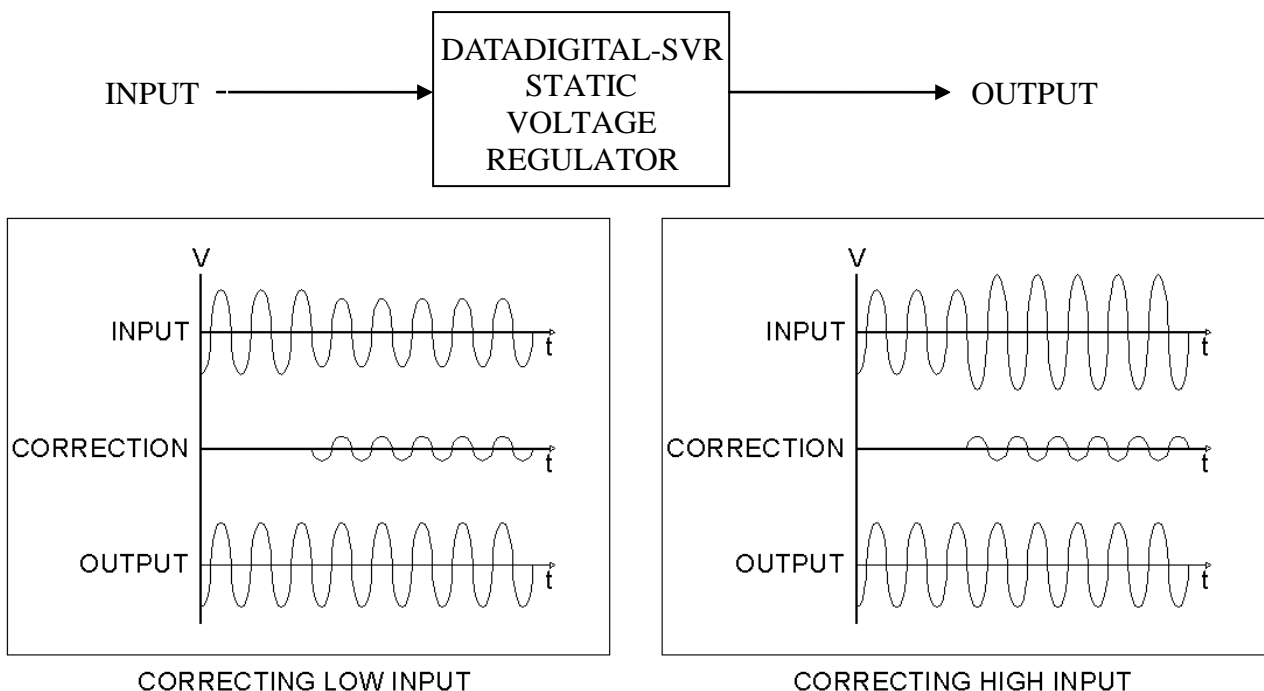 DATADIGITAL-SVR
STATIC
VOLTAGE
REGULATOR
INPUT
OUTPUT
V
INPUT
t
CORRECTION
t
OUTPUT
t
CORRECTING LOW INPUT
V
INPUT
t
CORRECTION
t
OUTPUT
t
CORRECTING HIGH INPUT